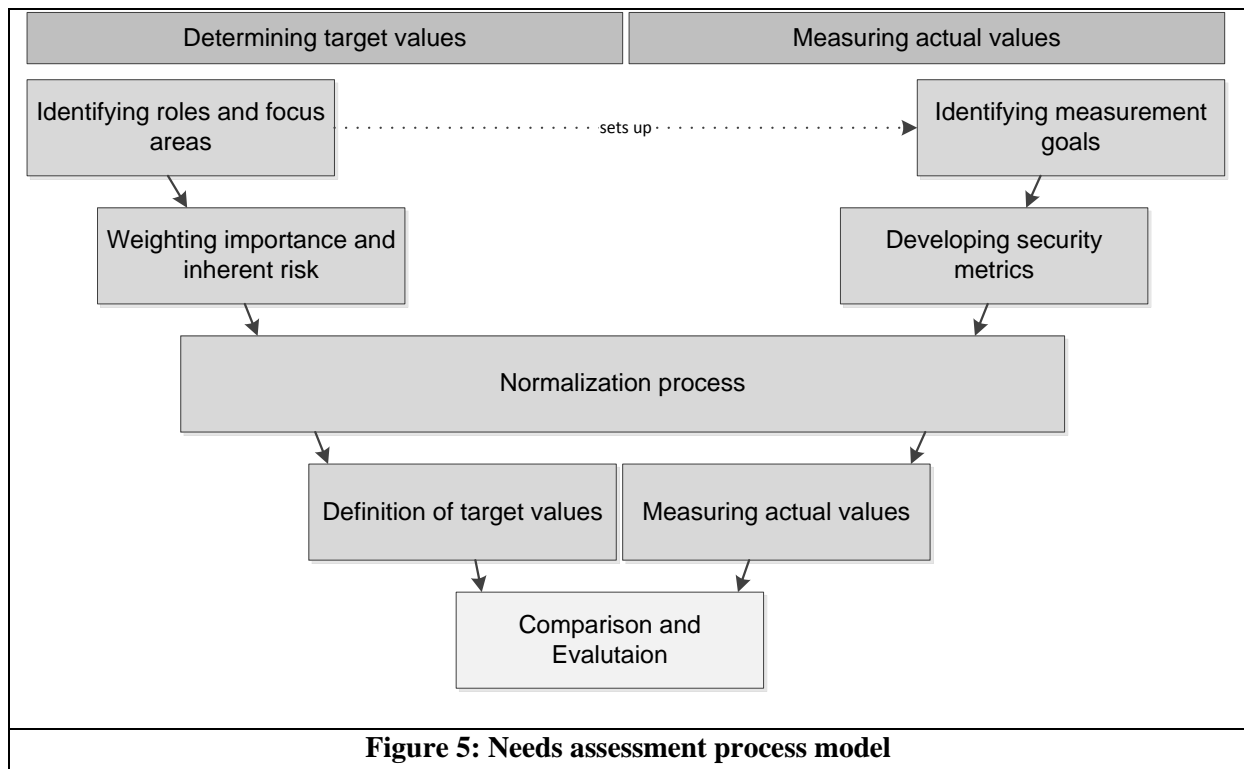 Determining target values
Measuring actual values
Identifying roles and focus
areas
sets up
Identifying measurement
goals
Weighting importance and
inherent risk
Developing security
metrics
Normalization process
Definition of target values
Measuring actual values
Comparison and
Evalutaion
Figure 5: Needs assessment process model